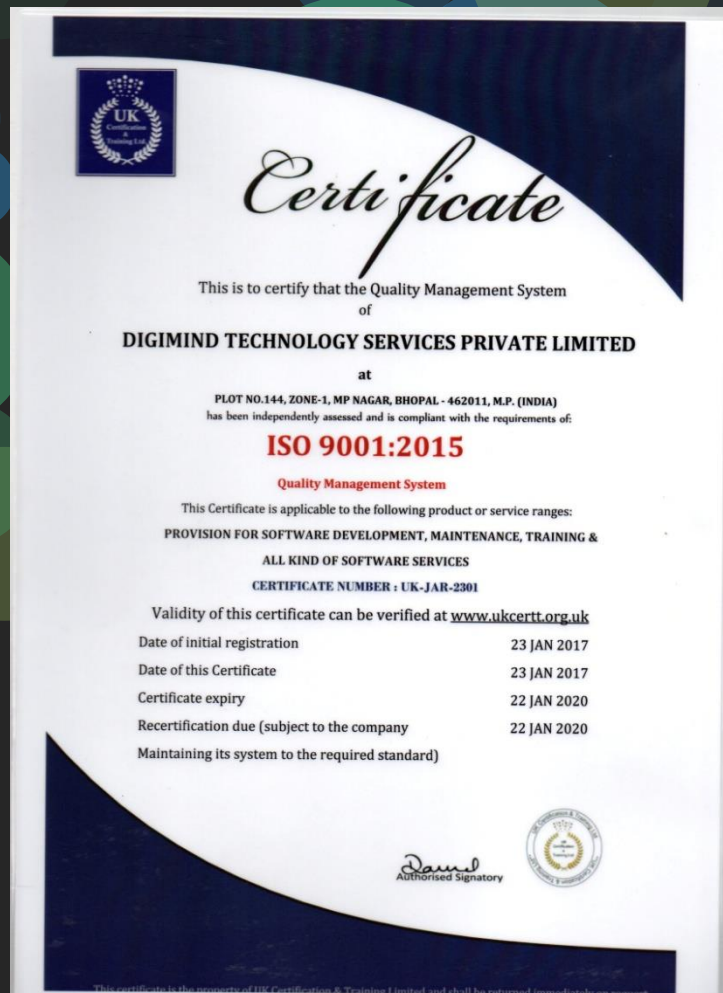 UK
Certification
&
Training Ltd.
Certificate
This is to certify that the Quality Management System
of
DIGIMIND TECHNOLOGY SERVICES PRIVATE LIMITED
at
PLOT NO.144, ZONE-1, MP NAGAR, BHOPAL - 462011, M.P. (INDIA)
has been independently assessed and is compliant with the requirements of:
ISO 9001:2015
Quality Management System
This Certificate is applicable to the following product or service ranges:
PROVISION FOR SOFTWARE DEVELOPMENT, MAINTENANCE, TRAINING &
ALL KIND OF SOFTWARE SERVICES
CERTIFICATE NUMBER : UK-JAR-2301
Validity of this certificate can be verified at www.ukcertt.org.uk
Date of initial registration 23 JAN 2017
Date of this Certificate 23 JAN 2017
Certificate expiry 22 JAN 2020
Recertification due (subject to the company 22 JAN 2020
Maintaining its system to the required standard)
Authorised Signatory
UK Certification & Training Ltd
This certificate is the property of UK Certification & Training Limited and shall be returned immediately on request